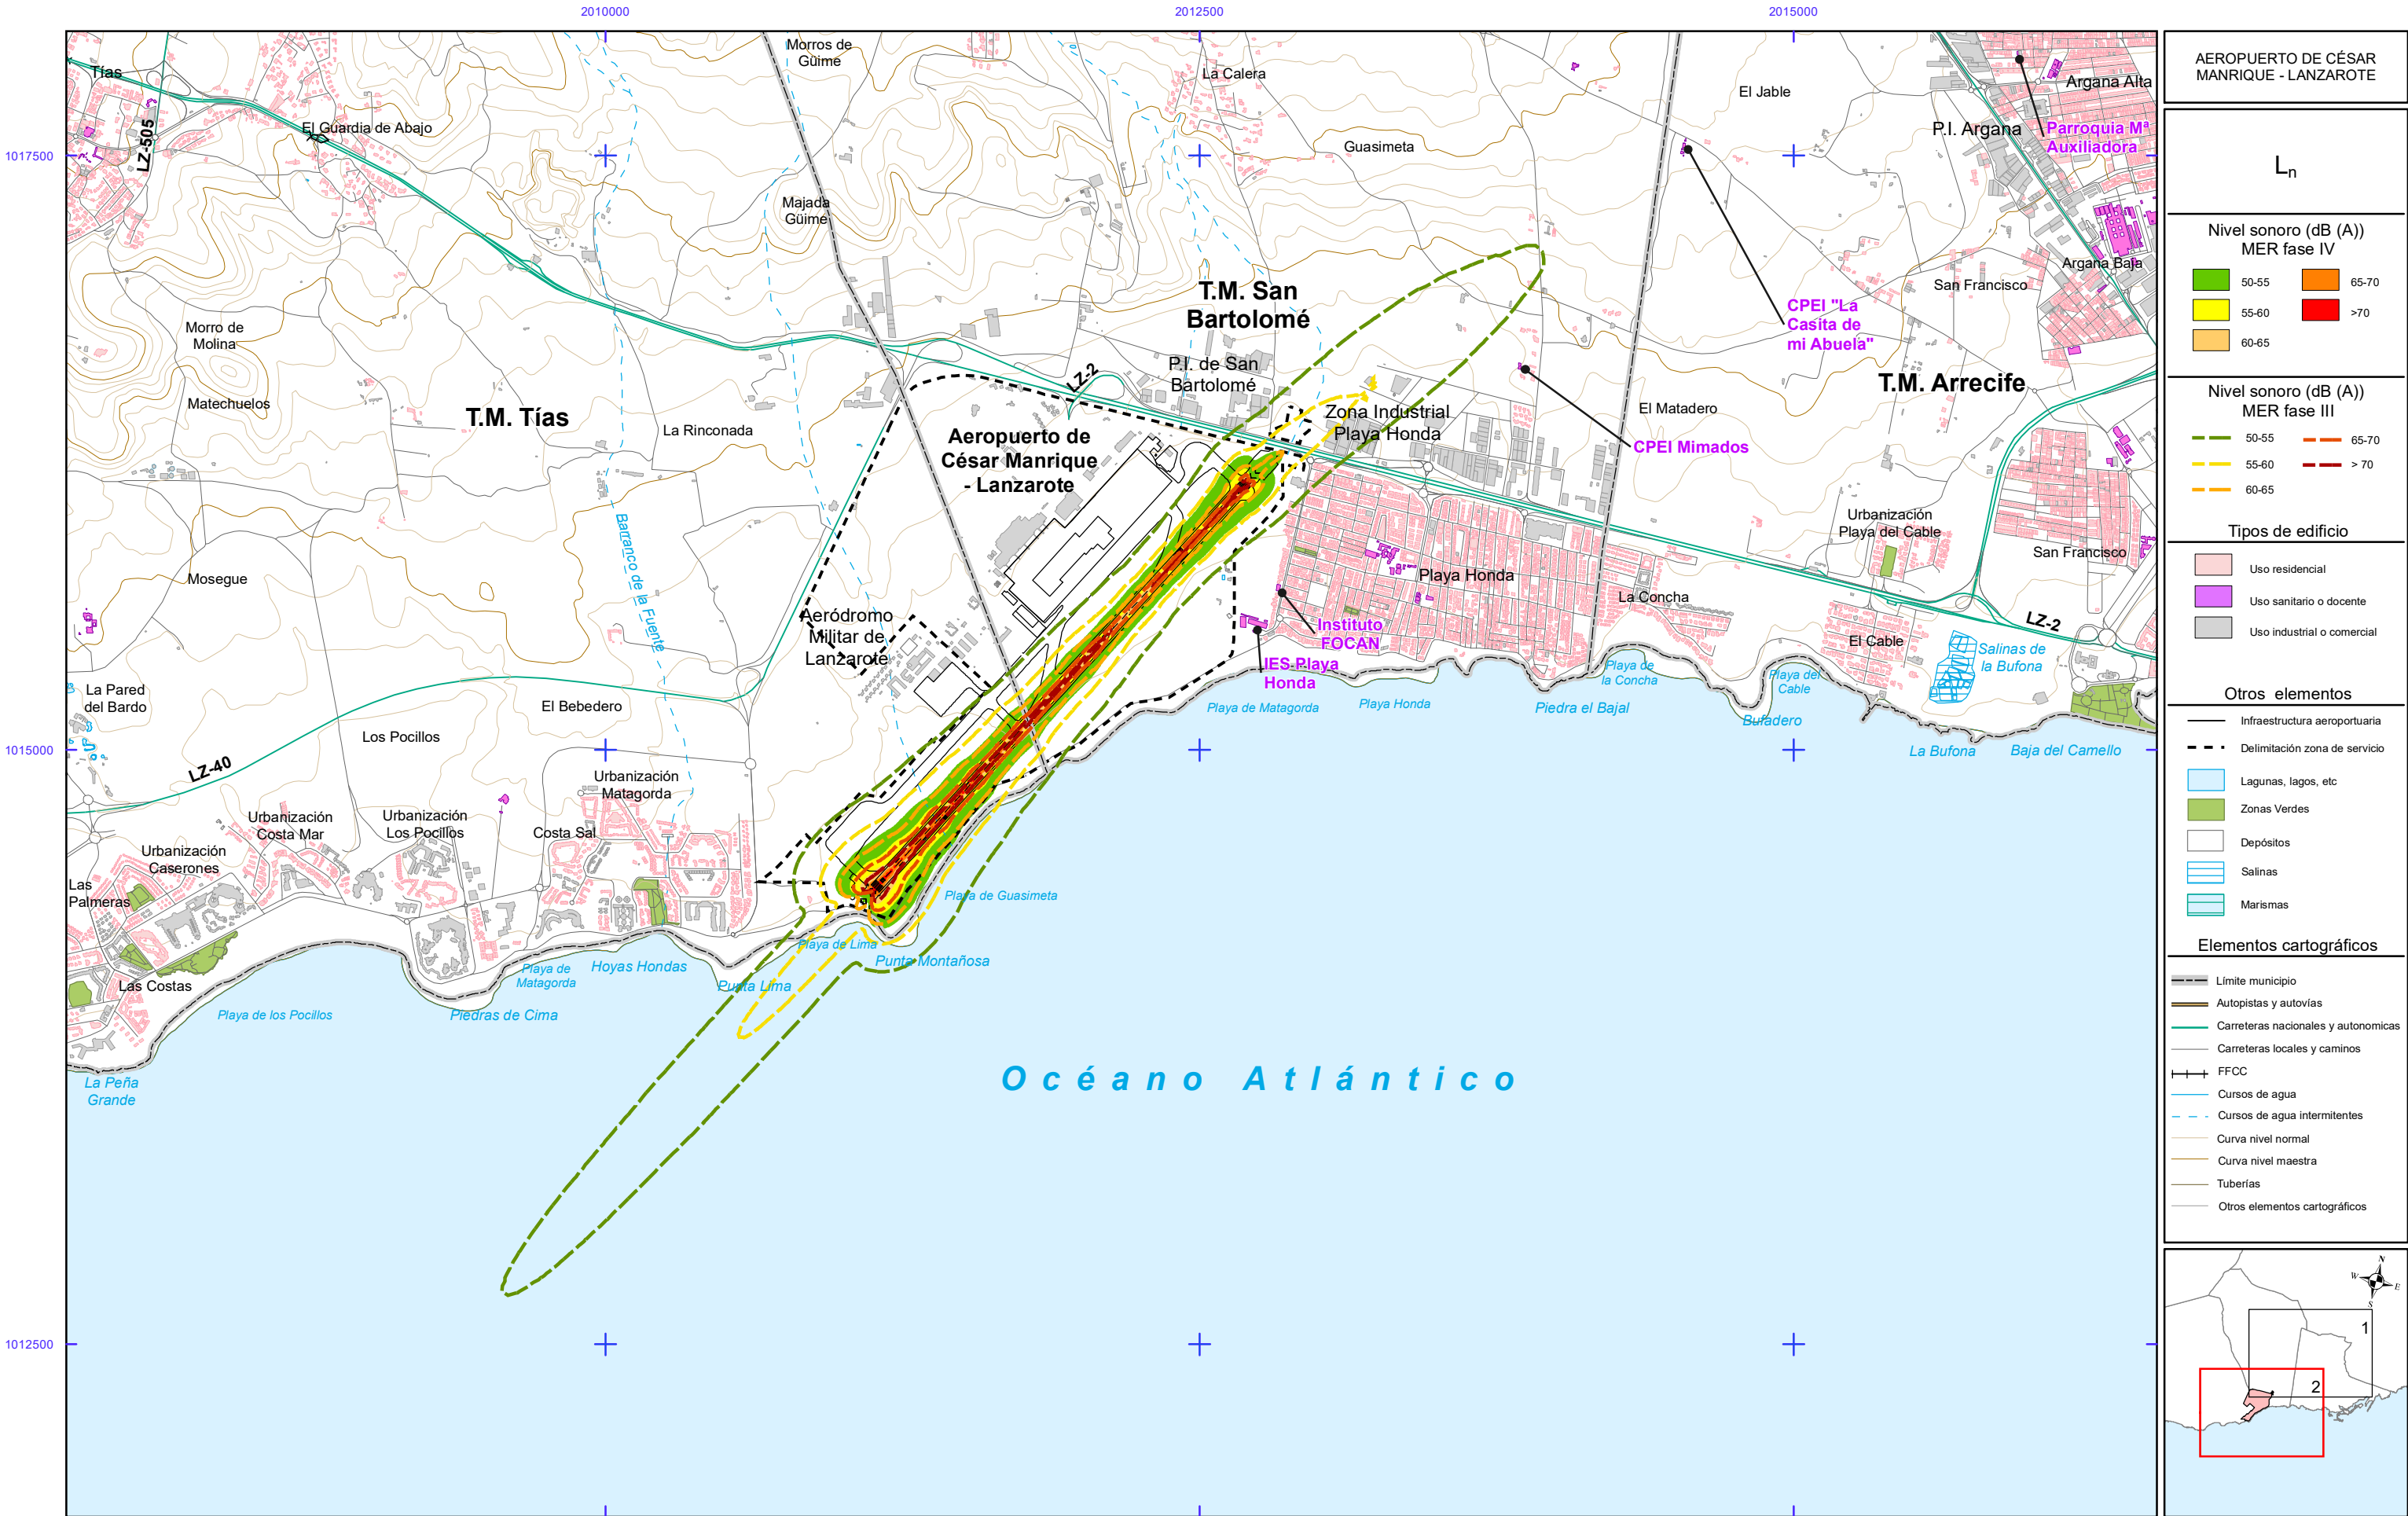 2010000
2012500
2015000
1017500
1015000
1012500
Tías
LZ-505
El Guardia de Abajo
Morros de
Güime
La Calera
El Jable
Argana Alta
P.I. Argana
Parroquia Mª
Auxiliadora
Guasimeta
Majada
Güime
Argana Baja
San Francisco
T.M. San
Bartolomé
CPEI "La
Casita de
mi Abuela"
Morro de
Molina
P.I. de San
Bartolomé
LZ-2
T.M. Arrecife
Matechuelos
T.M. Tías
La Rinconada
Zona Industrial
Playa Honda
El Matadero
Aeropuerto de
César Manrique
- Lanzarote
CPEI Mimados
Barranco de la Fuente
Urbanización
Playa del Cable
San Francisco
Mosegue
Playa Honda
La Concha
Aeródromo
Militar de
Lanzarote
Instituto
FOCAN
LZ-2
El Cable
Salinas de
la Bufona
IES Playa
Honda
Playa de
la Concha
Playa del
Cable
La Pared
del Bardo
El Bebedero
Playa de Matagorda
Playa Honda
Piedra el Bajal
Bufadero
Los Pocillos
La Bufona
Baja del Camello
LZ-40
Urbanización
Matagorda
Urbanización
Costa Mar
Urbanización
Los Pocillos
Costa Sal
Urbanización
Caserones
Las
Palmeras
Playa de Guasimeta
Playa de Lima
Punta Montañosa
Playa de
Matagorda
Hoyas Hondas
Punta Lima
Las Costas
Playa de los Pocillos
Piedras de Cima
La Peña
Grande
Océano Atlántico
AEROPUERTO DE CÉSAR
MANRIQUE - LANZAROTE
Ln
Nivel sonoro (dB (A))
MER fase IV
50-55
65-70
55-60
>70
60-65
Nivel sonoro (dB (A))
MER fase III
50-55
65-70
55-60
> 70
60-65
Tipos de edificio
Uso residencial
Uso sanitario o docente
Uso industrial o comercial
Otros elementos
Infraestructura aeroportuaria
Delimitación zona de servicio
Lagunas, lagos, etc
Zonas Verdes
Depósitos
Salinas
Marismas
Elementos cartográficos
Límite municipio
Autopistas y autovías
Carreteras nacionales y autonomicas
Carreteras locales y caminos
FFCC
Cursos de agua
Cursos de agua intermitentes
Curva nivel normal
Curva nivel maestra
Tuberías
Otros elementos cartográficos
N
W
E
S
1
2